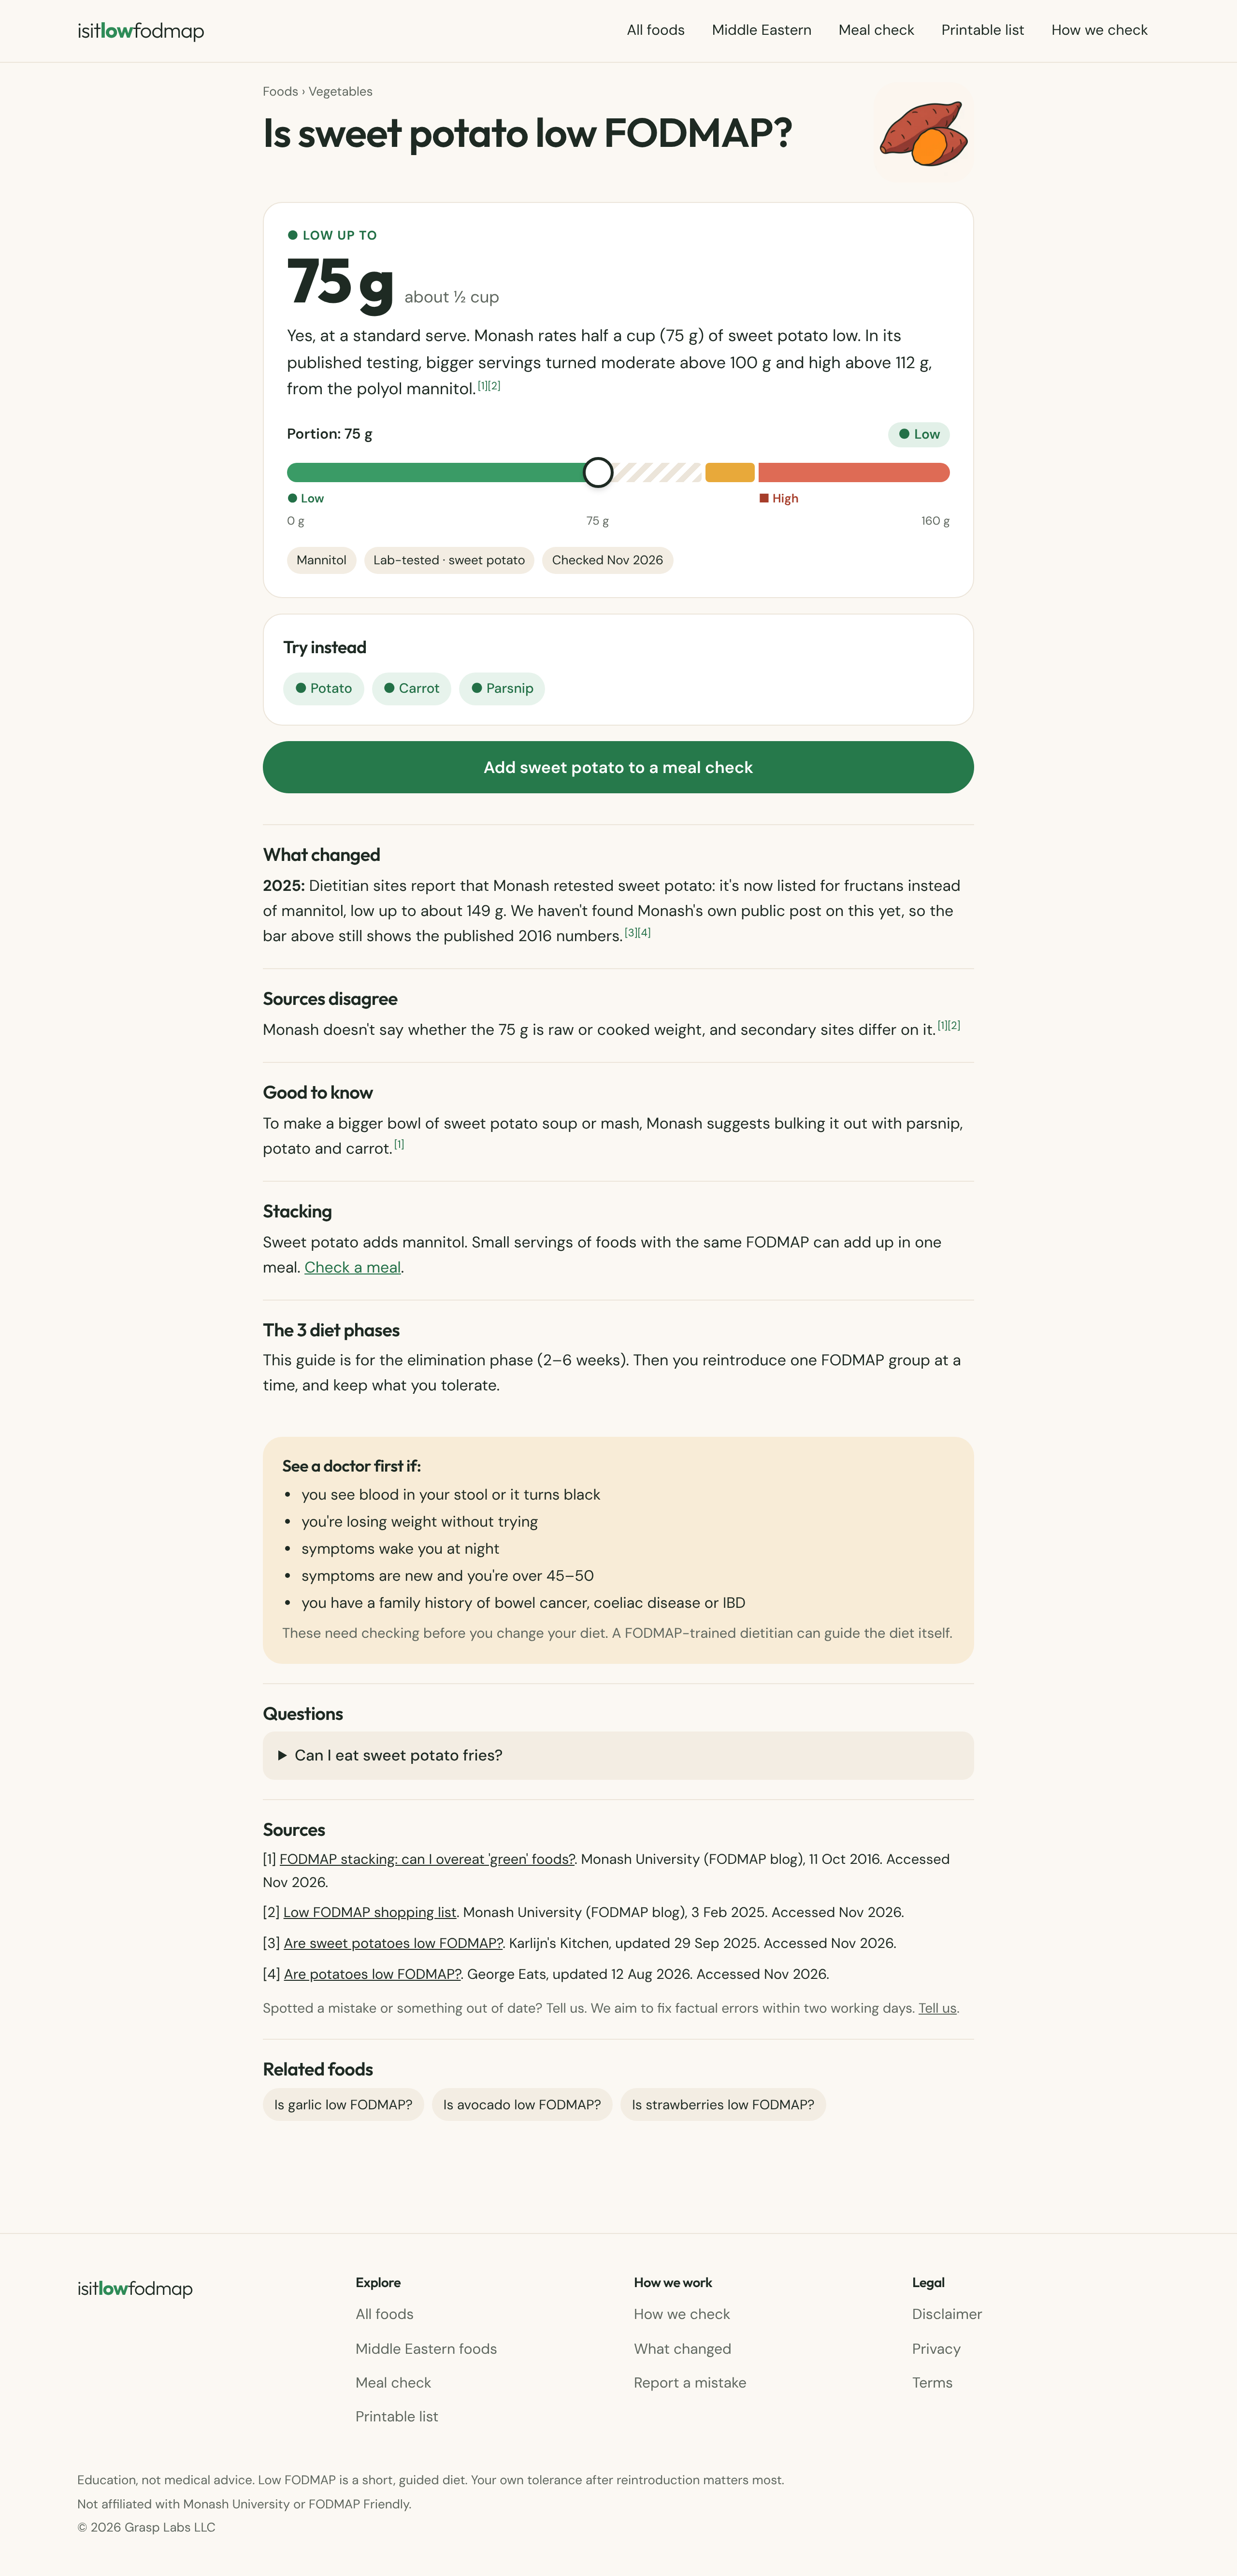 isitlowfodmap
All foods
Middle Eastern
Meal check
Printable list
How we check
Foods › Vegetables
Is sweet potato low FODMAP?
● LOW UP TO
75 g about ½ cup
Yes, at a standard serve. Monash rates half a cup (75 g) of sweet potato low. In its
published testing, bigger servings turned moderate above 100 g and high above 112 g,
from the polyol mannitol. [1][2]
Portion: 75 g
● Low
● Low
■ High
0 g
75 g
160 g
Mannitol
Lab-tested · sweet potato
Checked Nov 2026
Try instead
● Potato
● Carrot
● Parsnip
Add sweet potato to a meal check
What changed
2025: Dietitian sites report that Monash retested sweet potato: it's now listed for fructans instead
of mannitol, low up to about 149 g. We haven't found Monash's own public post on this yet, so the
bar above still shows the published 2016 numbers. [3][4]
Sources disagree
Monash doesn't say whether the 75 g is raw or cooked weight, and secondary sites differ on it. [1][2]
Good to know
To make a bigger bowl of sweet potato soup or mash, Monash suggests bulking it out with parsnip,
potato and carrot. [1]
Stacking
Sweet potato adds mannitol. Small servings of foods with the same FODMAP can add up in one
meal. Check a meal.
The 3 diet phases
This guide is for the elimination phase (2–6 weeks). Then you reintroduce one FODMAP group at a
time, and keep what you tolerate.
See a doctor first if:
• you see blood in your stool or it turns black
• you're losing weight without trying
• symptoms wake you at night
• symptoms are new and you're over 45–50
• you have a family history of bowel cancer, coeliac disease or IBD
These need checking before you change your diet. A FODMAP-trained dietitian can guide the diet itself.
Questions
▶ Can I eat sweet potato fries?
Sources
[1] FODMAP stacking: can I overeat 'green' foods?. Monash University (FODMAP blog), 11 Oct 2016. Accessed
Nov 2026.
[2] Low FODMAP shopping list. Monash University (FODMAP blog), 3 Feb 2025. Accessed Nov 2026.
[3] Are sweet potatoes low FODMAP?. Karlijn's Kitchen, updated 29 Sep 2025. Accessed Nov 2026.
[4] Are potatoes low FODMAP?. George Eats, updated 12 Aug 2026. Accessed Nov 2026.
Spotted a mistake or something out of date? Tell us. We aim to fix factual errors within two working days. Tell us.
Related foods
Is garlic low FODMAP?
Is avocado low FODMAP?
Is strawberries low FODMAP?
isitlowfodmap
Explore
All foods
Middle Eastern foods
Meal check
Printable list
How we work
How we check
What changed
Report a mistake
Legal
Disclaimer
Privacy
Terms
Education, not medical advice. Low FODMAP is a short, guided diet. Your own tolerance after reintroduction matters most.
Not affiliated with Monash University or FODMAP Friendly.
© 2026 Grasp Labs LLC